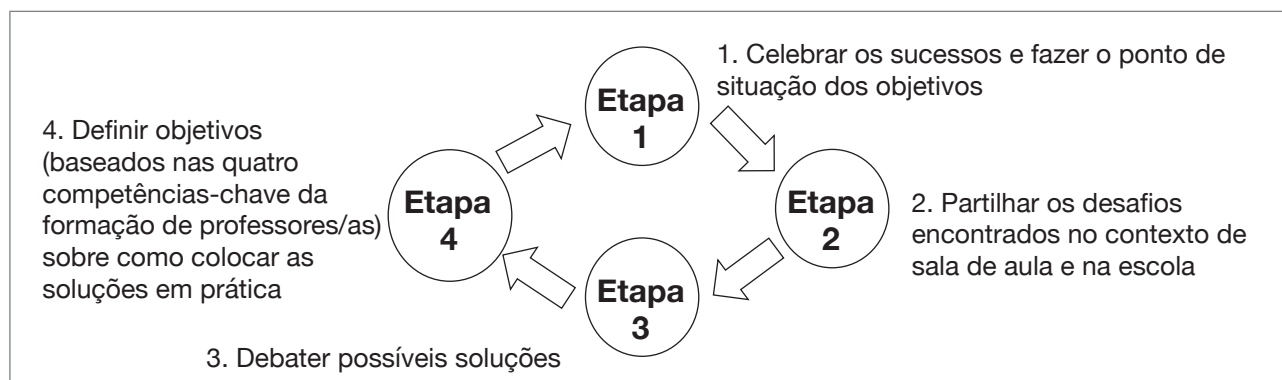 1. Celebrar os sucessos e fazer o ponto de
situação dos objetivos
Etapa
1
2. Partilhar os desafios
encontrados no contexto de
sala de aula e na escola
Etapa
2
3. Debater possíveis soluções
Etapa
3
4. Definir objetivos
(baseados nas quatro
competências-chave da
formação de professores/as)
sobre como colocar as
soluções em prática
Etapa
4